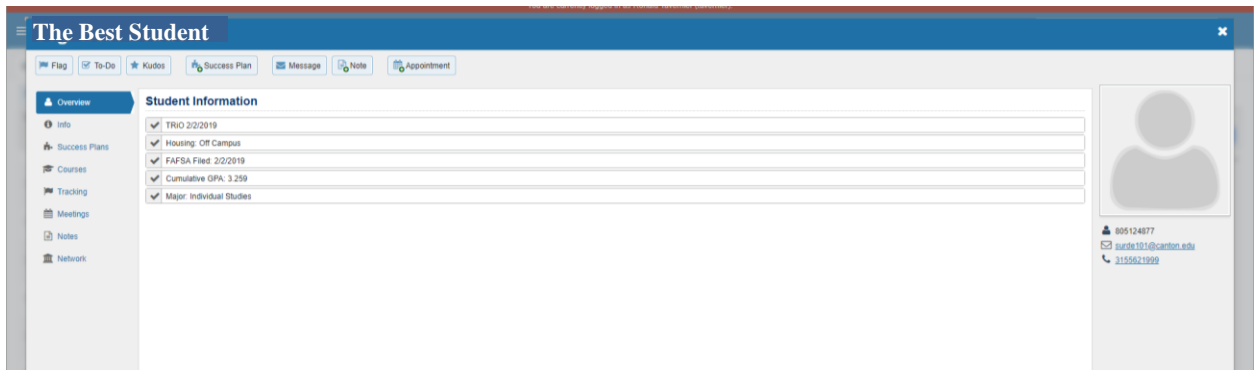 The Best Student
Flag To-Do Kudos Success Plan Message Note Appointment
Overview
Info
Success Plans
Courses
Tracking
Meetings
Notes
Network
Student Information
TRiO 2/2/2019
Housing: Off Campus
FAFSA Filed: 2/2/2019
Cumulative GPA: 3.259
Major: Individual Studies
805124877
surde101@canton.edu
3155621999